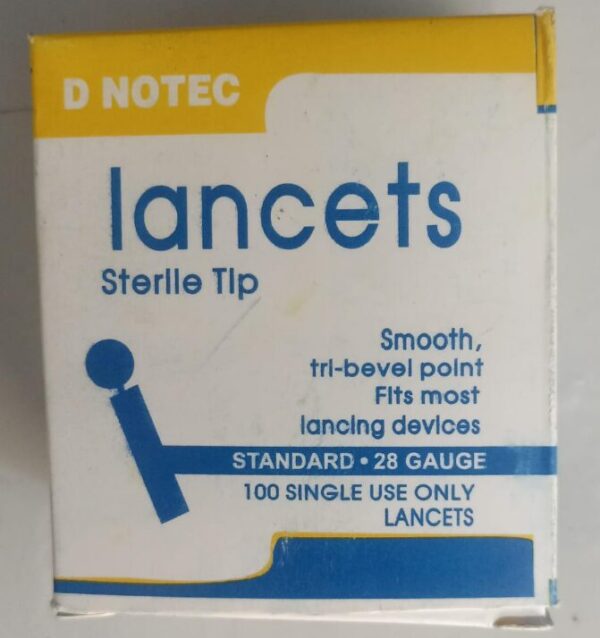 D NOTEC
lancets
Sterile Tip
Smooth,
tri-bevel point
Fits most
lancing devices
STANDARD • 28 GAUGE
100 SINGLE USE ONLY
LANCETS